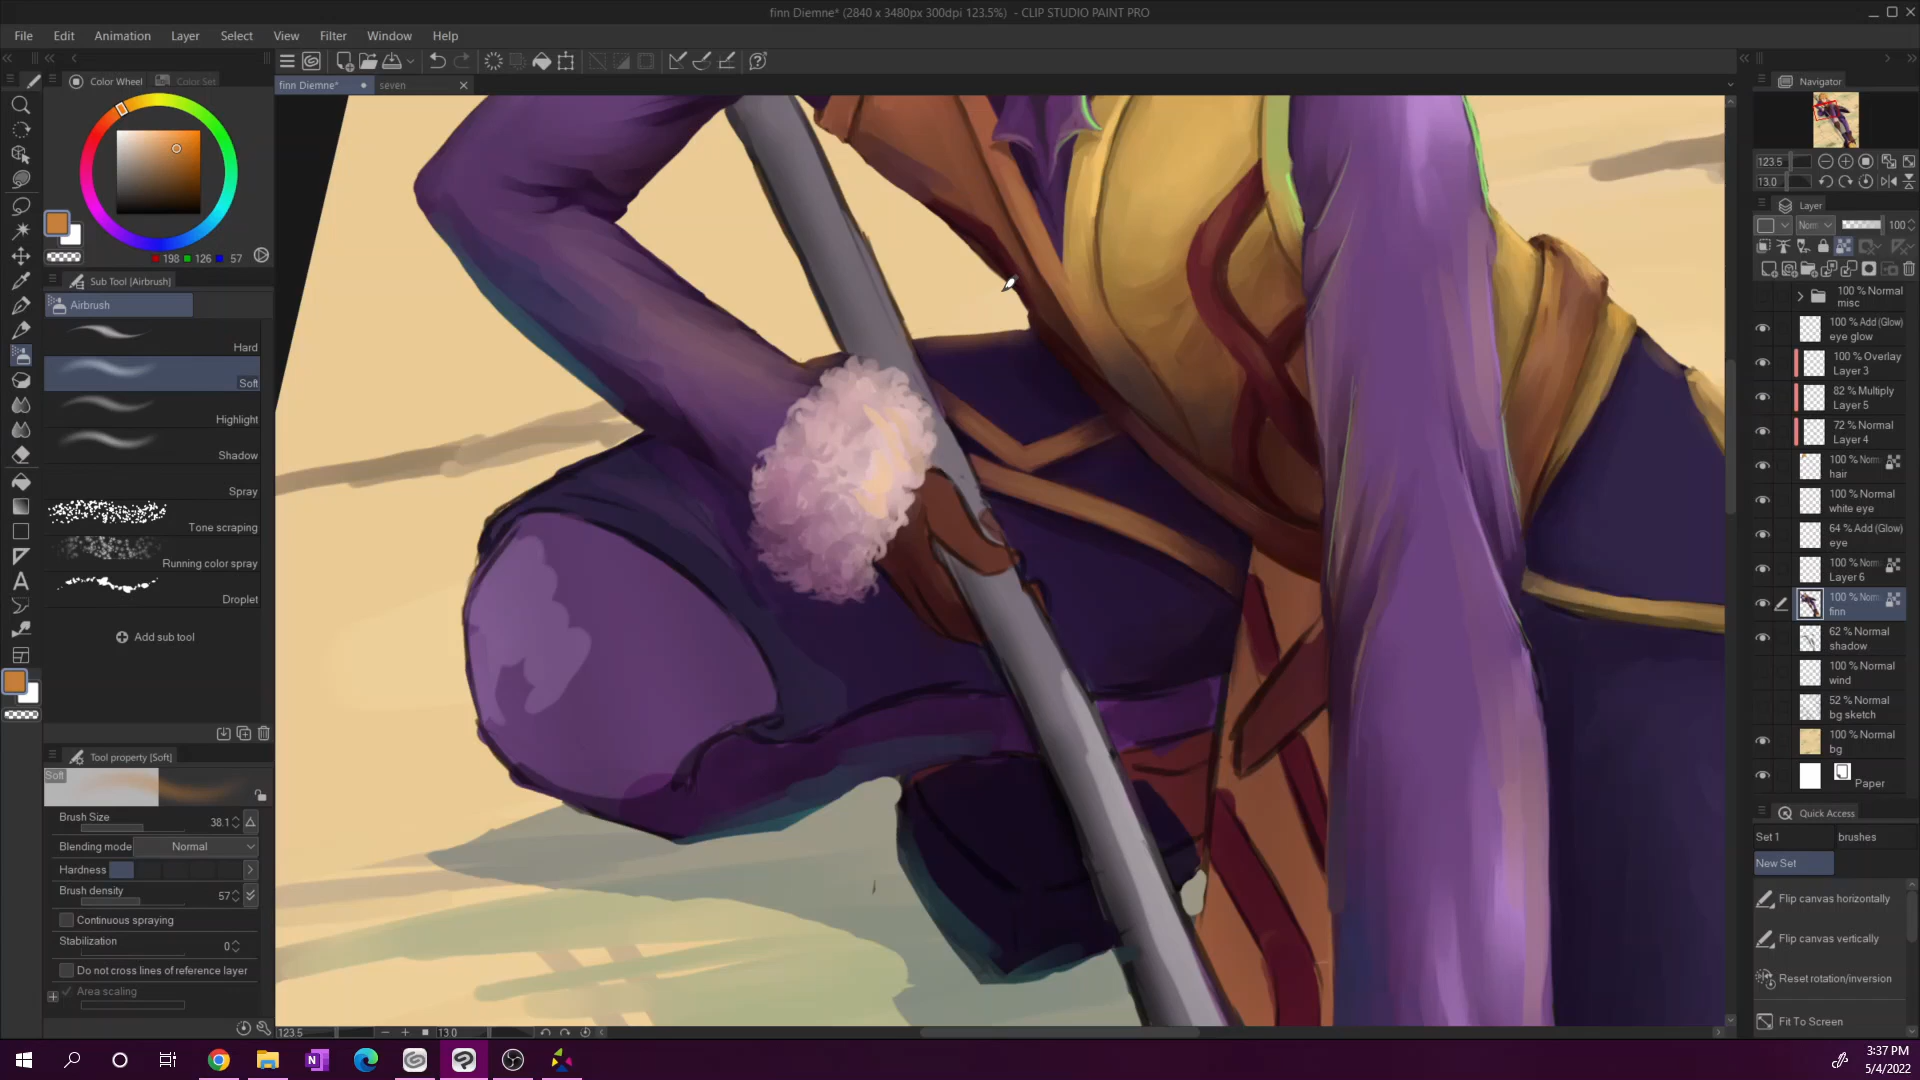 finn Diemne* (2840 x 3480px 300dpi 123.5%) - CLIP STUDIO PAINT PRO
File Edit Animation Layer Select View Filter Window Help
finn Diemne* seven
Color Wheel Color Set
198 126 57
Sub Tool [Airbrush]
Airbrush
Hard
Soft
Highlight
Shadow
Spray
Tone scraping
Running color spray
Droplet
Add sub tool
Tool property [Soft]
Soft
Brush Size 38.1
Blending mode Normal
Hardness
Brush density 57
Continuous spraying
Stabilization 0
Do not cross lines of reference layer
Area scaling
123.5 13.0
Navigator
123.5
13.0
Layer
Norm 100
100 % Normal
misc
100 % Add (Glow)
eye glow
100 % Overlay
Layer 3
82 % Multiply
Layer 5
72 % Normal
Layer 4
100 % Norm
hair
100 % Normal
white eye
64 % Add (Glow)
eye
100 % Norm
Layer 6
100 % Norm
finn
62 % Normal
shadow
100 % Normal
wind
52 % Normal
bg sketch
100 % Normal
bg
Paper
Quick Access
Set 1 brushes
New Set
Flip canvas horizontally
Flip canvas vertically
Reset rotation/inversion
Fit To Screen
3:37 PM
5/4/2022